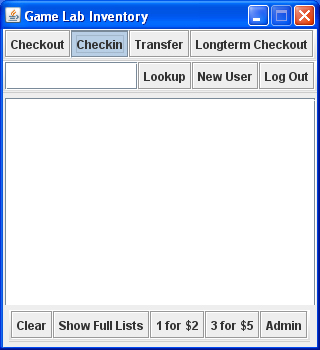 Game Lab Inventory
Checkout Checkin Transfer Longterm Checkout
Lookup New User Log Out
Clear Show Full Lists 1 for $2 3 for $5 Admin